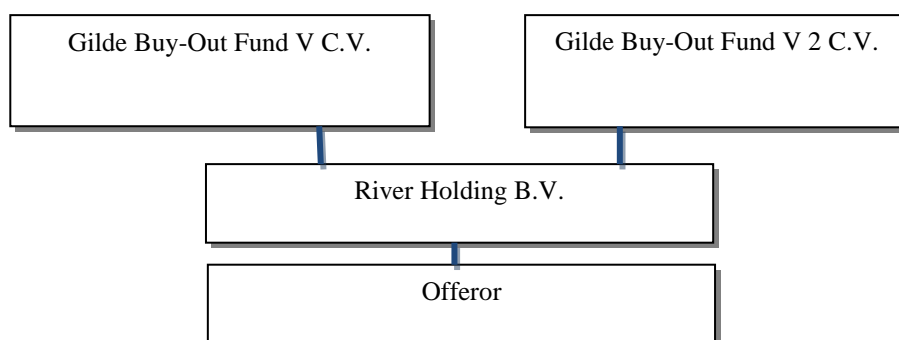 Gilde Buy-Out Fund V C.V.
Gilde Buy-Out Fund V 2 C.V.
River Holding B.V.
Offeror